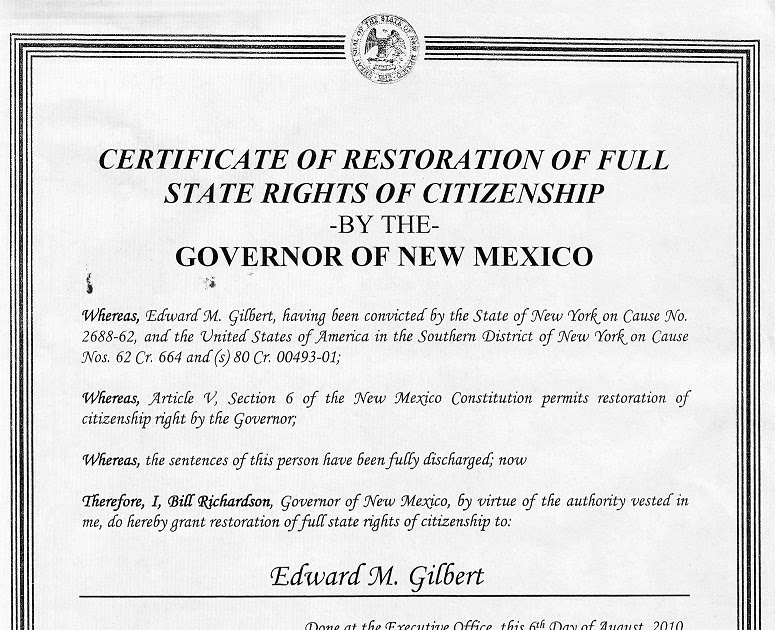 CERTIFICATE OF RESTORATION OF FULL
STATE RIGHTS OF CITIZENSHIP
-BY THE-
GOVERNOR OF NEW MEXICO
Whereas, Edward M. Gilbert, having been convicted by the State of New York on Cause No.
2688-62, and the United States of America in the Southern District of New York on Cause
Nos. 62 Cr. 664 and (s) 80 Cr. 00493-01;
Whereas, Article V, Section 6 of the New Mexico Constitution permits restoration of
citizenship right by the Governor;
Whereas, the sentences of this person have been fully discharged; now
Therefore, I, Bill Richardson, Governor of New Mexico, by virtue of the authority vested in
me, do hereby grant restoration of full state rights of citizenship to:
Edward M. Gilbert
Done at the Executive Office, this 6th Day of August, 2010